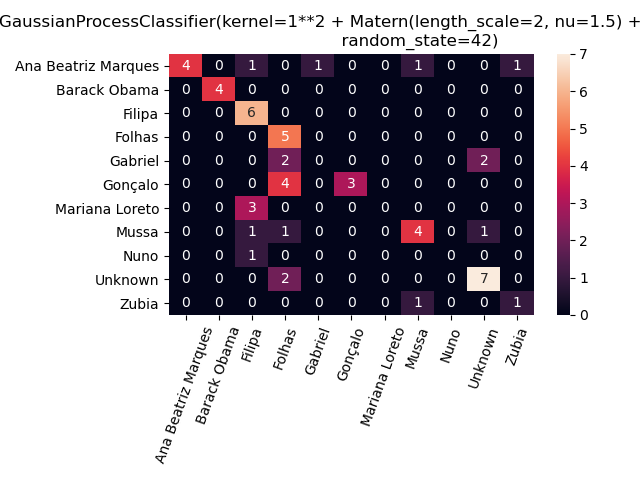 GaussianProcessClassifier(kernel=1**2 + Matern(length_scale=2, nu=1.5) +
random_state=42)
Ana Beatriz Marques 4 0 1 0 1 0 0 1 0 0 1
Barack Obama 0 4 0 0 0 0 0 0 0 0 0
Filipa 0 0 6 0 0 0 0 0 0 0 0
Folhas 0 0 0 5 0 0 0 0 0 0 0
Gabriel 0 0 0 2 0 0 0 0 0 2 0
Gonçalo 0 0 0 4 0 3 0 0 0 0 0
Mariana Loreto 0 0 3 0 0 0 0 0 0 0 0
Mussa 0 0 1 1 0 0 0 4 0 1 0
Nuno 0 0 1 0 0 0 0 0 0 0 0
Unknown 0 0 0 2 0 0 0 0 0 7 0
Zubia 0 0 0 0 0 0 0 1 0 0 1
Ana Beatriz Marques
Barack Obama
Filipa
Folhas
Gabriel
Gonçalo
Mariana Loreto
Mussa
Nuno
Unknown
Zubia
7
6
5
4
3
2
1
0